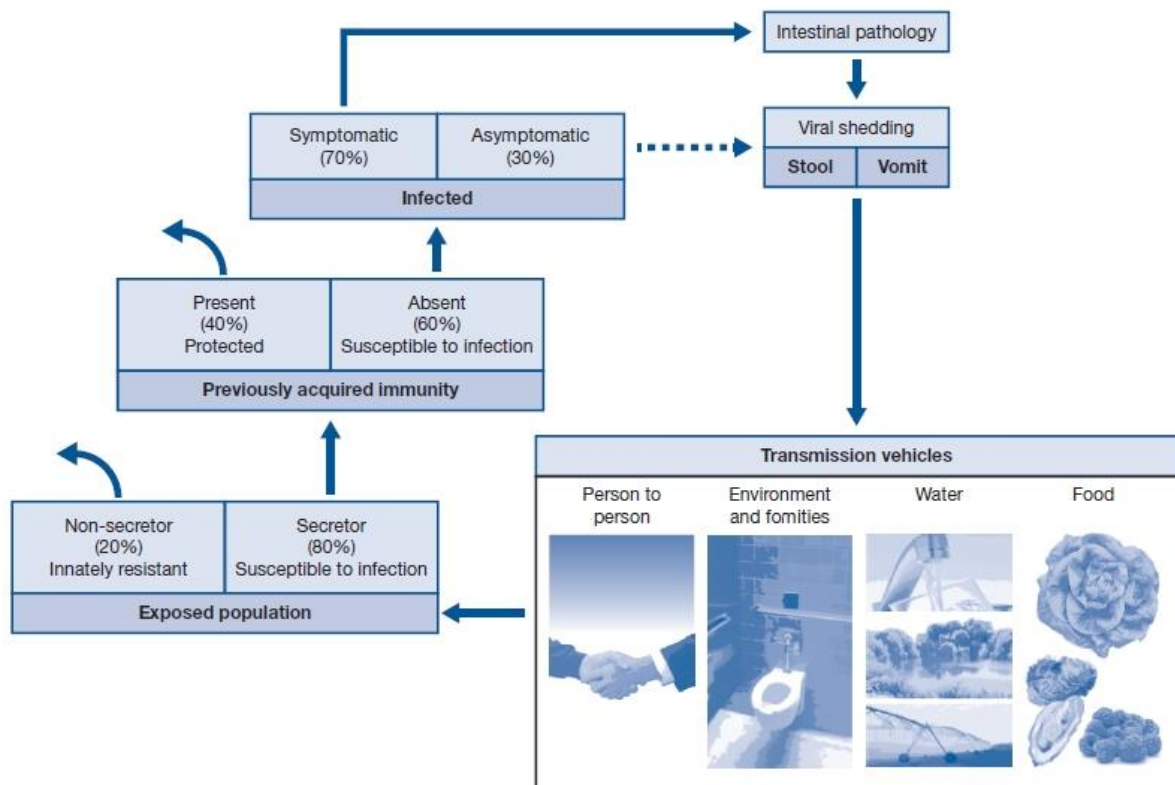 Intestinal pathology
Symptomatic
(70%)
Asymptomatic
(30%)
Infected
Viral shedding
Stool
Vomit
Present
(40%)
Protected
Absent
(60%)
Susceptible to infection
Previously acquired immunity
Non-secretor
(20%)
Innately resistant
Secretor
(80%)
Susceptible to infection
Exposed population
Transmission vehicles
Person to
person
Environment
and fomities
Water
Food